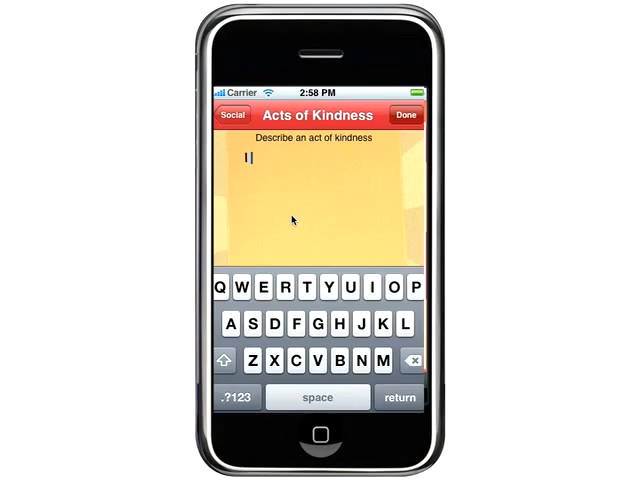 Carrier 2:58 PM
Social Acts of Kindness Done
Describe an act of kindness
I
Q W E R T Y U I O P
A S D F G H J K L
Z X C V B N M
.?123 space return